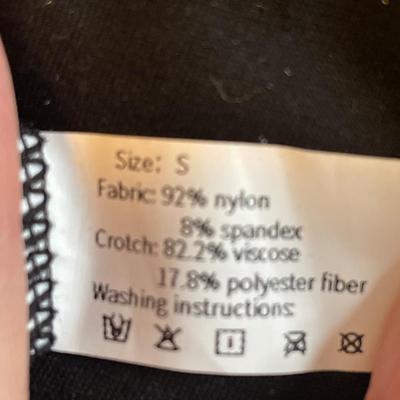 Size: S
Fabric: 92% nylon
8% spandex
Crotch: 82.2% viscose
17.8% polyester fiber
Washing instructions: